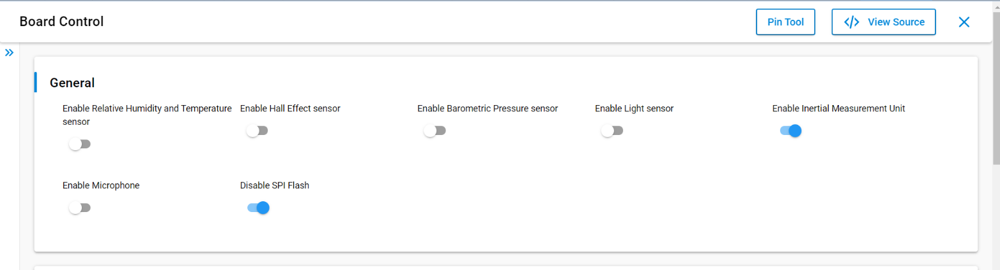 Board Control
Pin Tool
</> View Source
General
Enable Relative Humidity and Temperature
sensor
Enable Hall Effect sensor
Enable Barometric Pressure sensor
Enable Light sensor
Enable Inertial Measurement Unit
Enable Microphone
Disable SPI Flash